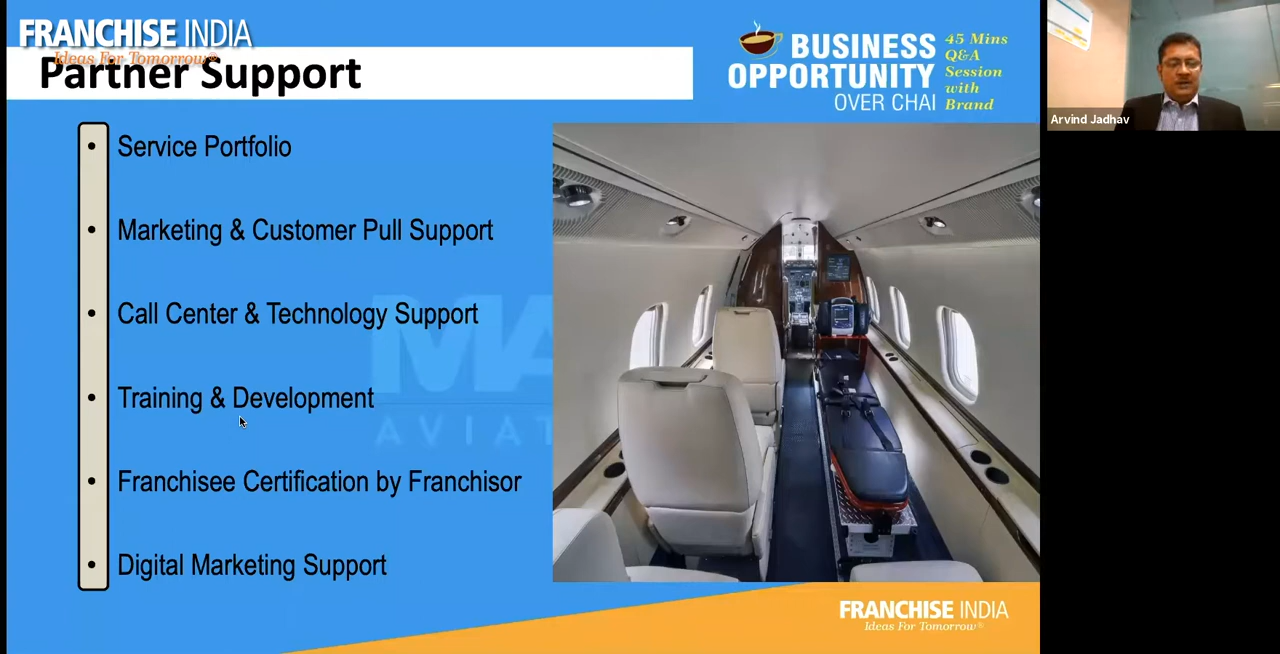 FRANCHISE INDIA
Ideas For Tomorrow®
Partner Support
BUSINESS
OPPORTUNITY
OVER CHAI
45 Mins
Q&A
Session
with
Brand
Arvind Jadhav
• Service Portfolio
• Marketing & Customer Pull Support
• Call Center & Technology Support
• Training & Development
• Franchisee Certification by Franchisor
• Digital Marketing Support
MA
AVIAT
FRANCHISE INDIA
Ideas For Tomorrow®